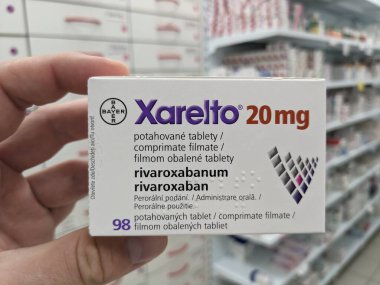 BAYER
BAYER
Xarelto® 20 mg
potahované tablety /
comprimate filmate /
filmom obalené tablety
rivaroxabanum
rivaroxaban
Perorální podání. / Administrare orală. /
Perorálne použitie.
98 potahovaných tablet / comprimate filmate /
filmom obalených tabliet